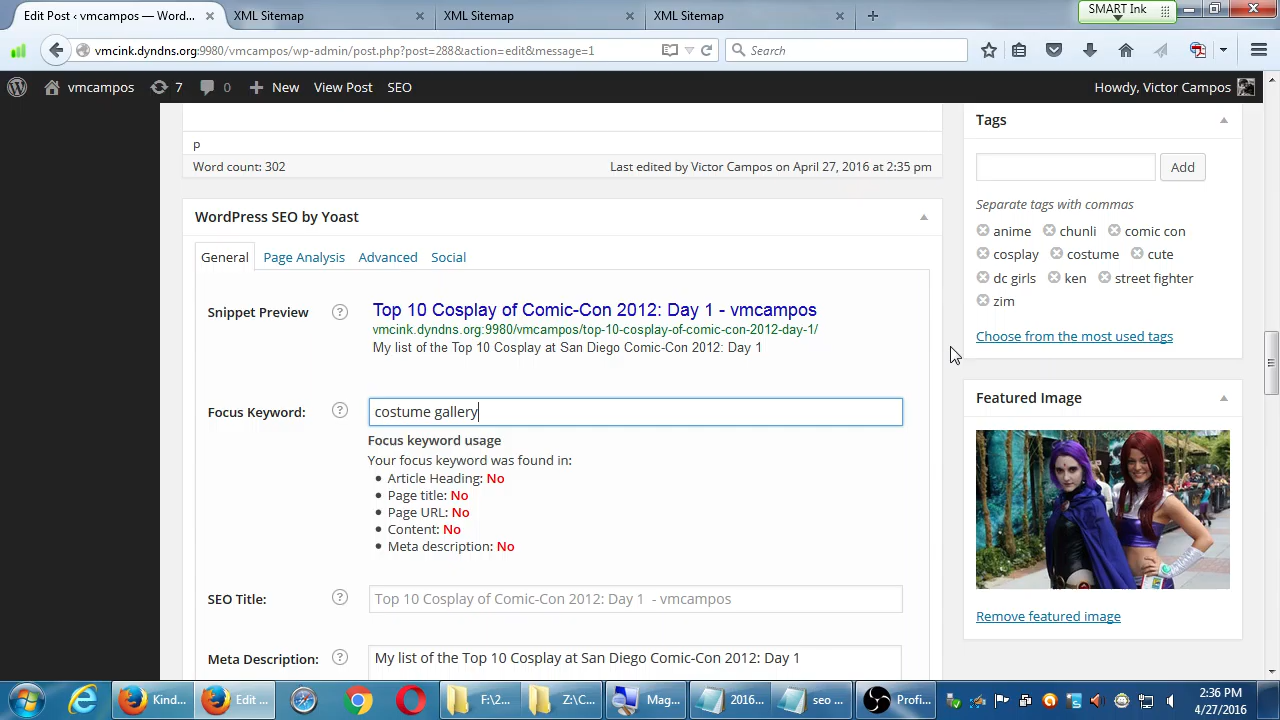 Edit Post ‹ vmcampos — Wor...
XML Sitemap
XML Sitemap
XML Sitemap
SMART Ink
vmcink.dyndns.org:9980/vmcampos/wp-admin/post.php?post=288&action=edit&message=1
Search
vmcampos
7
0
New
View Post
SEO
Howdy, Victor Campos
p
Word count: 302
Last edited by Victor Campos on April 27, 2016 at 2:35 pm
WordPress SEO by Yoast
General
Page Analysis
Advanced
Social
Snippet Preview
?
Top 10 Cosplay of Comic-Con 2012: Day 1 - vmcampos
vmcink.dyndns.org:9980/vmcampos/top-10-cosplay-of-comic-con-2012-day-1/
My list of the Top 10 Cosplay at San Diego Comic-Con 2012: Day 1
Focus Keyword:
?
costume gallery
Focus keyword usage
Your focus keyword was found in:
Article Heading: No
Page title: No
Page URL: No
Content: No
Meta description: No
SEO Title:
?
Top 10 Cosplay of Comic-Con 2012: Day 1 - vmcampos
Meta Description:
?
My list of the Top 10 Cosplay at San Diego Comic-Con 2012: Day 1
Tags
Add
Separate tags with commas
anime chunli comic con
cosplay costume cute
dc girls ken street fighter
zim
Choose from the most used tags
Featured Image
Remove featured image
Kind...
Edit ...
F:\2...
Z:\C...
Mag...
2016...
seo ...
Profi...
2:36 PM
4/27/2016